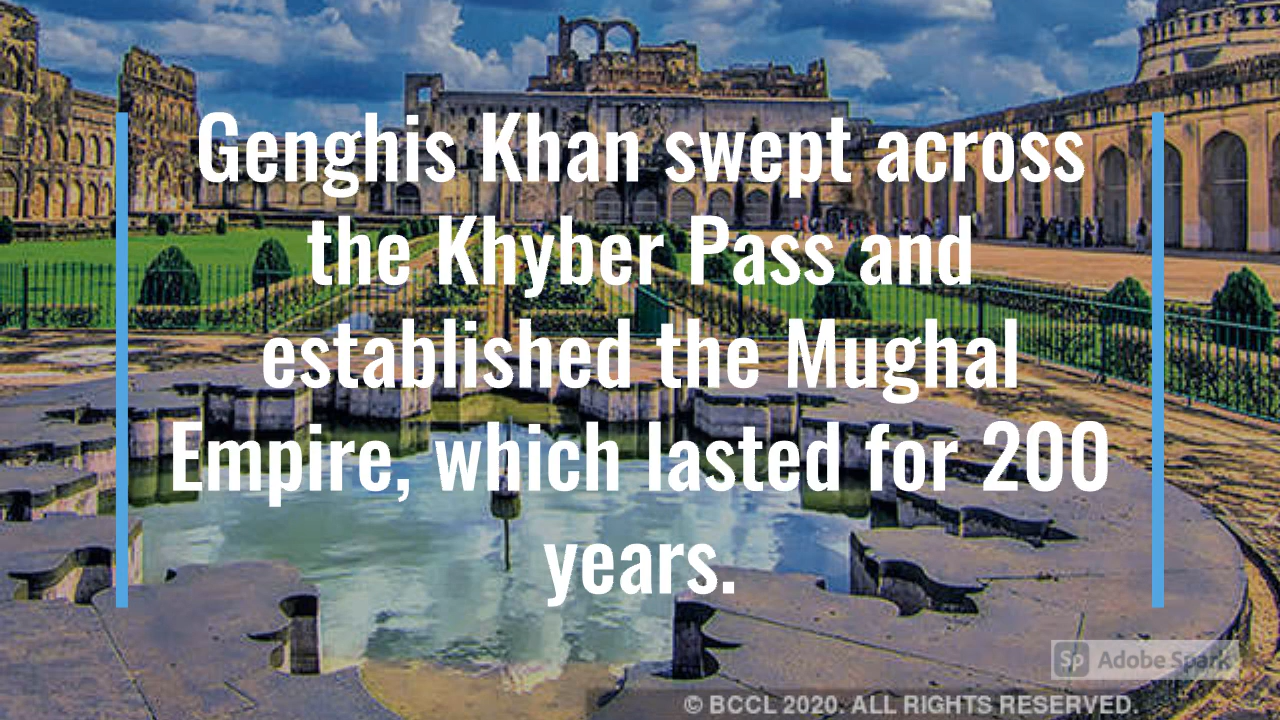 Genghis Khan swept across
the Khyber Pass and
established the Mughal
Empire, which lasted for 200
years.
Sp Adobe Spark
© BCCL 2020. ALL RIGHTS RESERVED.